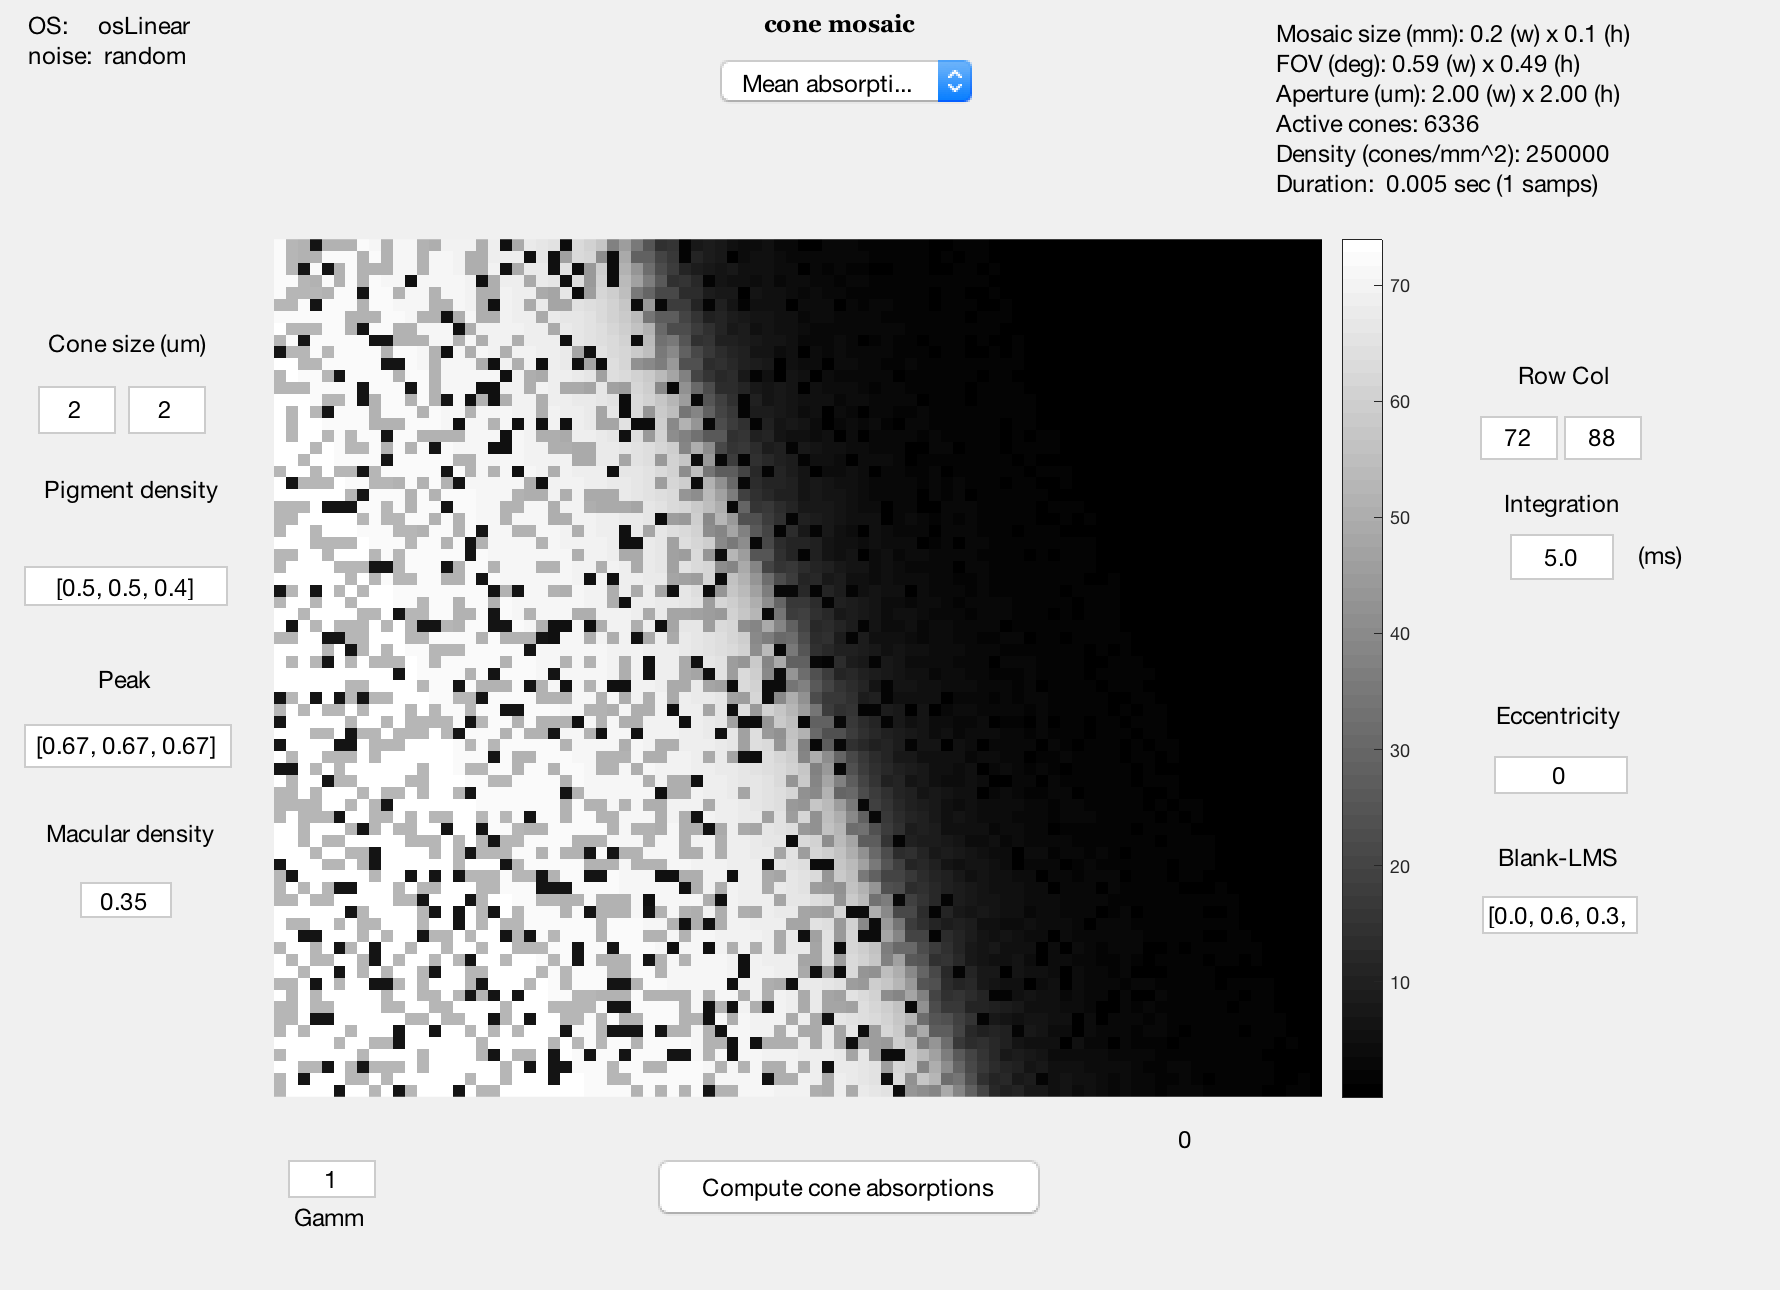 OS: osLinear
noise: random
cone mosaic
Mean absorpti...
Mosaic size (mm): 0.2 (w) x 0.1 (h)
FOV (deg): 0.59 (w) x 0.49 (h)
Aperture (um): 2.00 (w) x 2.00 (h)
Active cones: 6336
Density (cones/mm^2): 250000
Duration: 0.005 sec (1 samps)
Cone size (um)
2 2
Pigment density
[0.5, 0.5, 0.4]
Peak
[0.67, 0.67, 0.67]
Macular density
0.35
70
60
50
40
30
20
10
Row Col
72 88
Integration
5.0 (ms)
Eccentricity
0
Blank-LMS
[0.0, 0.6, 0.3,
0
1
Gamm
Compute cone absorptions